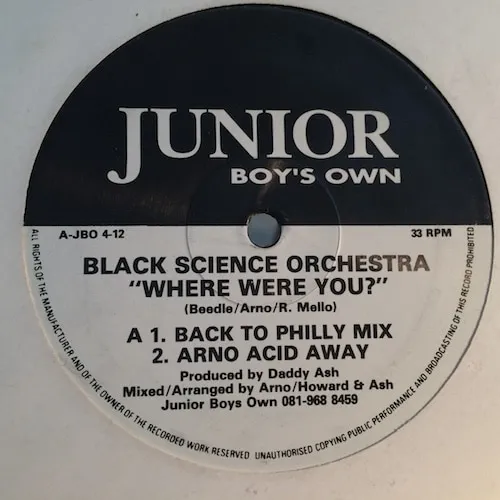 JUNIOR
BOY'S OWN
A-JBO 4-12
33 RPM
BLACK SCIENCE ORCHESTRA
"WHERE WERE YOU?"
(Beedle/Arno/R. Mello)
A 1. BACK TO PHILLY MIX
2. ARNO ACID AWAY
Produced by Daddy Ash
Mixed/Arranged by Arno/Howard & Ash
Junior Boys Own 081-968 8459
ALL RIGHTS OF THE MANUFACTURER AND OF THE OWNER OF THE RECORDED WORK RESERVED UNAUTHORISED COPYING PUBLIC PERFORMANCE AND BROADCASTING OF THIS RECORD PROHIBITED